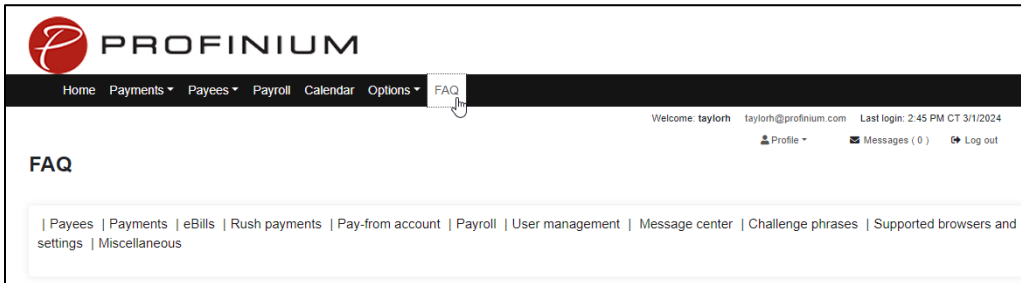 PROFINIUM
Home Payments Payees Payroll Calendar Options FAQ
Welcome: taylorh taylorh@profinium.com Last login: 2:45 PM CT 3/1/2024
Profile Messages ( 0 ) Log out
FAQ
| Payees | Payments | eBills | Rush payments | Pay-from account | Payroll | User management | Message center | Challenge phrases | Supported browsers and
settings | Miscellaneous